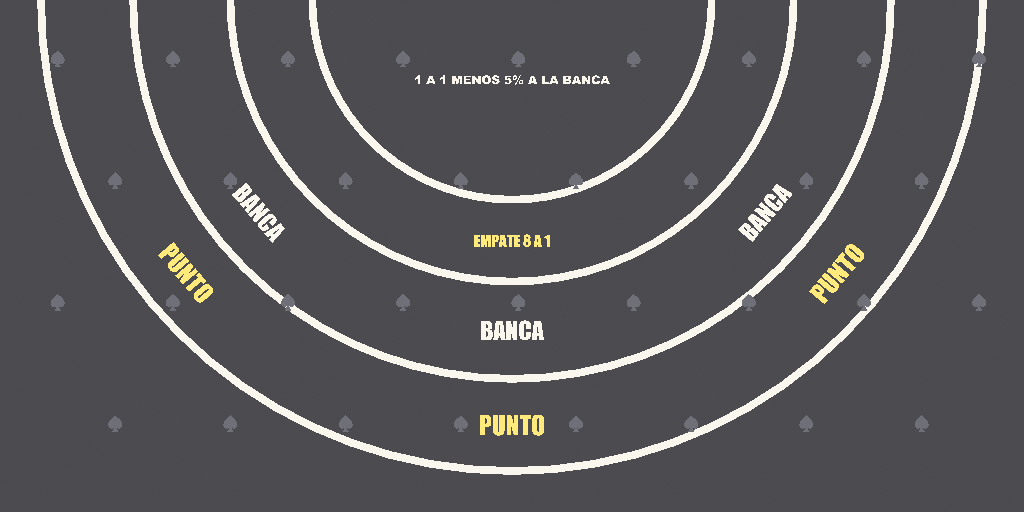 1 A 1 MENOS 5% A LA BANCA
BANCA
BANCA
EMPATE 8 A 1
PUNTO
PUNTO
BANCA
PUNTO